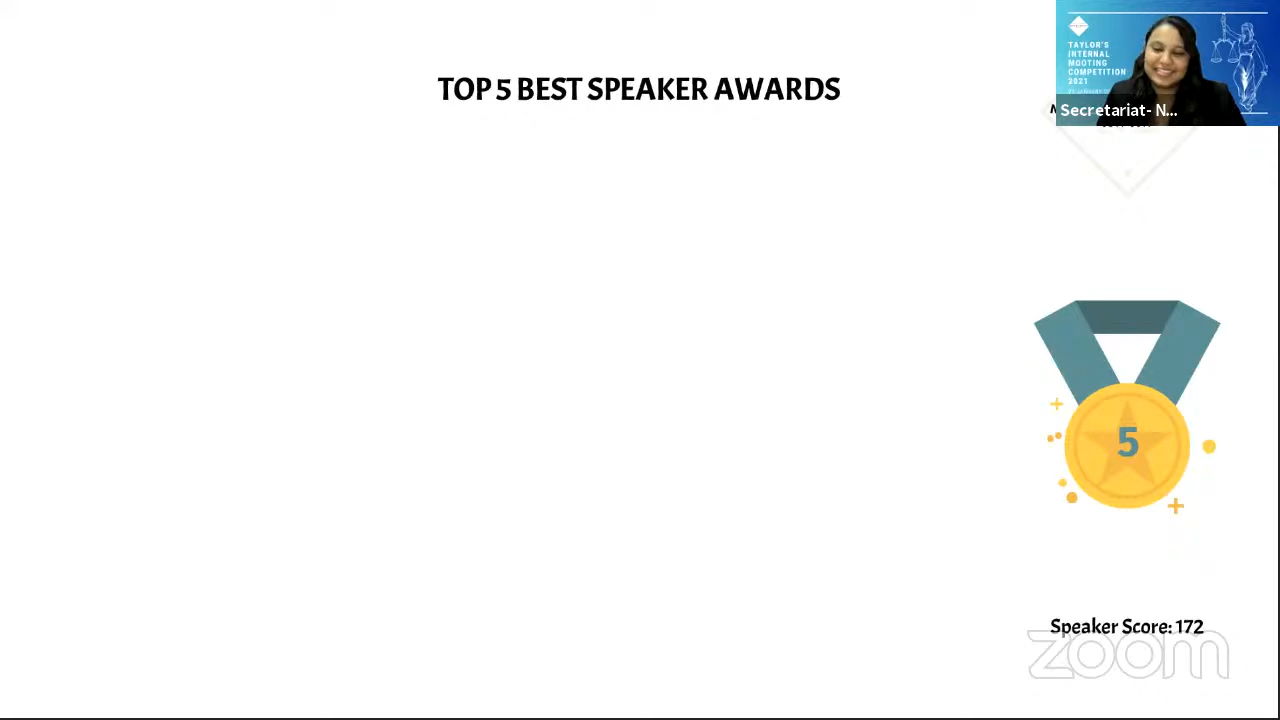 TOP 5 BEST SPEAKER AWARDS
TAYLOR'S
INTERNAL
MOOTING
COMPETITION
2021
Secretariat- N...
5
Speaker Score: 172
zoom